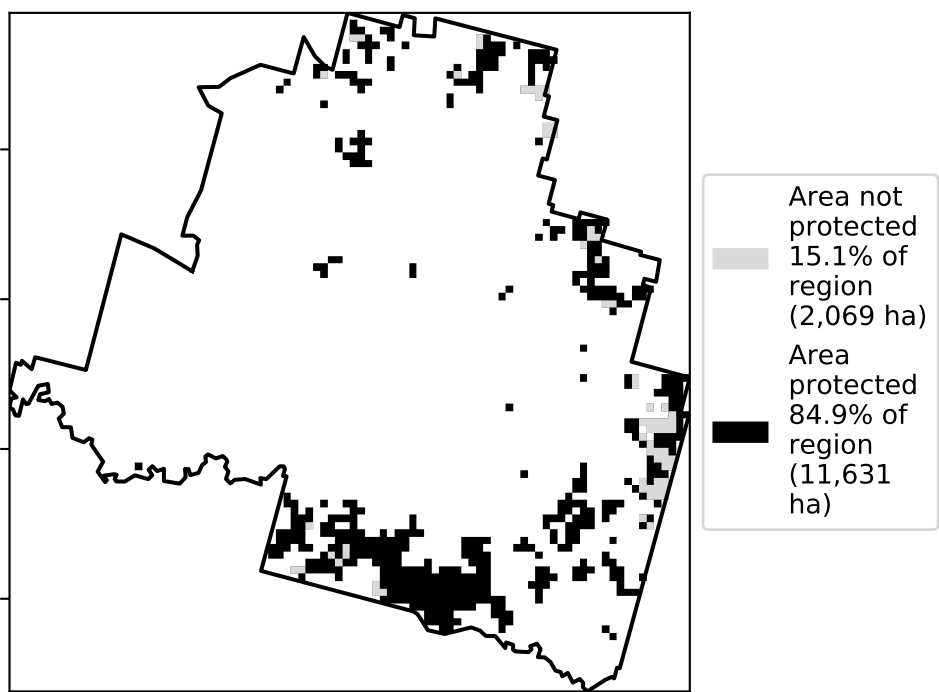 Area not
protected
15.1% of
region
(2,069 ha)
Area
protected
84.9% of
region
(11,631
ha)